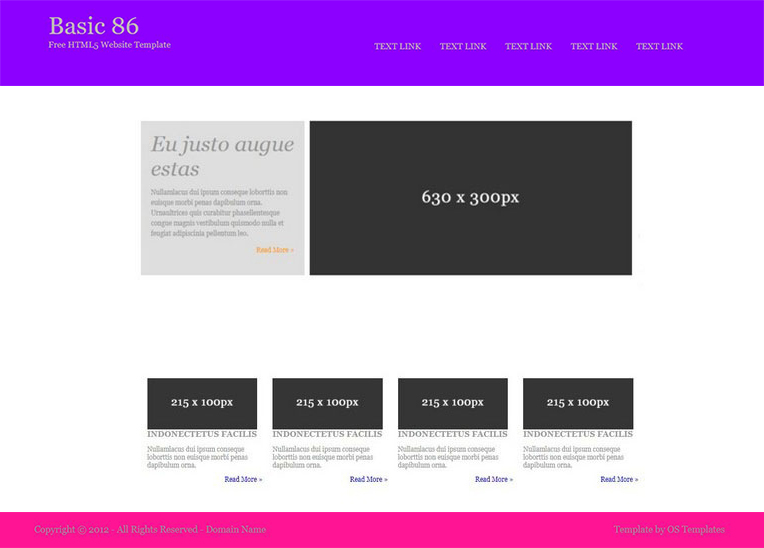 Basic 86
Free HTML5 Website Template
TEXT LINK TEXT LINK TEXT LINK TEXT LINK TEXT LINK
Eu justo augue
estas
Nullamlacus dui ipsum conseque loborttis non
euisque morbi penas dapibulum orna.
Urnaultrices quis curabitur phasellentesque
congue magnis vestibulum quismodo nulla et
feugiat adipiscinia pellentum leo.
Read More »
630 x 300px
215 x 100px
INDONECTETUS FACILIS
Nullamlacus dui ipsum conseque
loborttis non euisque morbi penas
dapibulum orna.
Read More »
215 x 100px
INDONECTETUS FACILIS
Nullamlacus dui ipsum conseque
loborttis non euisque morbi penas
dapibulum orna.
Read More »
215 x 100px
INDONECTETUS FACILIS
Nullamlacus dui ipsum conseque
loborttis non euisque morbi penas
dapibulum orna.
Read More »
215 x 100px
INDONECTETUS FACILIS
Nullamlacus dui ipsum conseque
loborttis non euisque morbi penas
dapibulum orna.
Read More »
Copyright © 2012 - All Rights Reserved - Domain Name
Template by OS Templates